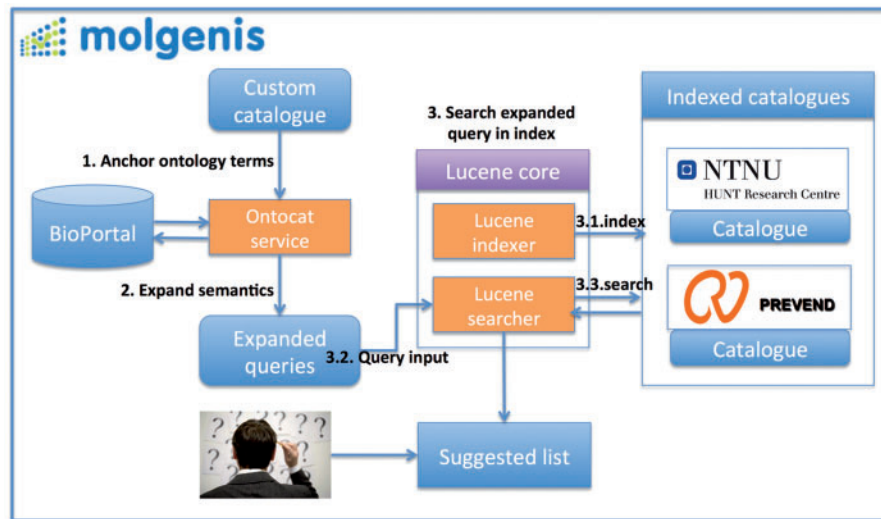 molgenis
Custom
catalogue
1. Anchor ontology terms
BioPortal
Ontocat
service
2. Expand semantics
Expanded
queries
3.2. Query input
3. Search expanded
query in index
Lucene core
Lucene
indexer
3.1.index
Lucene
searcher
3.3.search
Indexed catalogues
NTNU
HUNT Research Centre
Catalogue
PREVEND
Catalogue
Suggested list
? ? ? ? ?